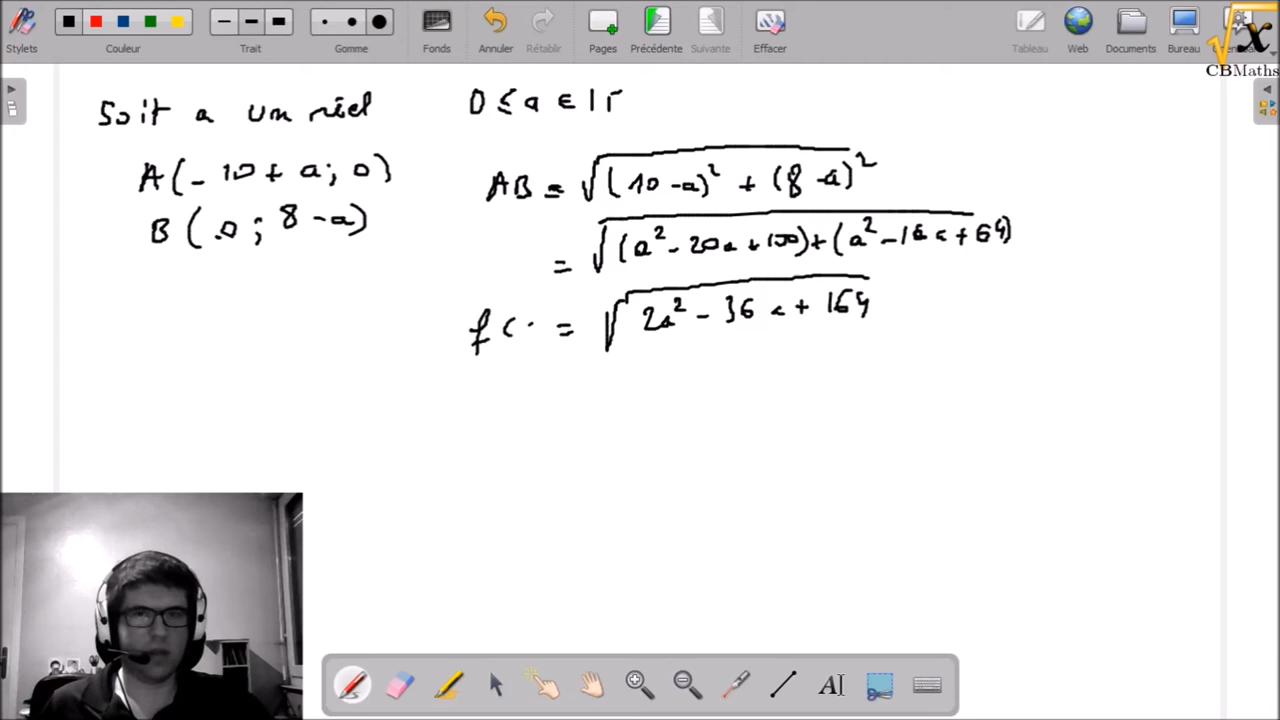 Stylets Couleur Trait Gomme Fonds Annuler Rétablir Pages Précédente Suivante Effacer Tableau Web Documents Bureau
CBMaths
Soit a un réel 0 ≤ a ∈ IR
A(-10 + a; 0)
B(0; 8 - a)
AB = √((10 - a)² + (8 - a)²)
= √((a² - 20a + 100) + (a² - 16a + 64))
f( = √(2a² - 36a + 164)
AI